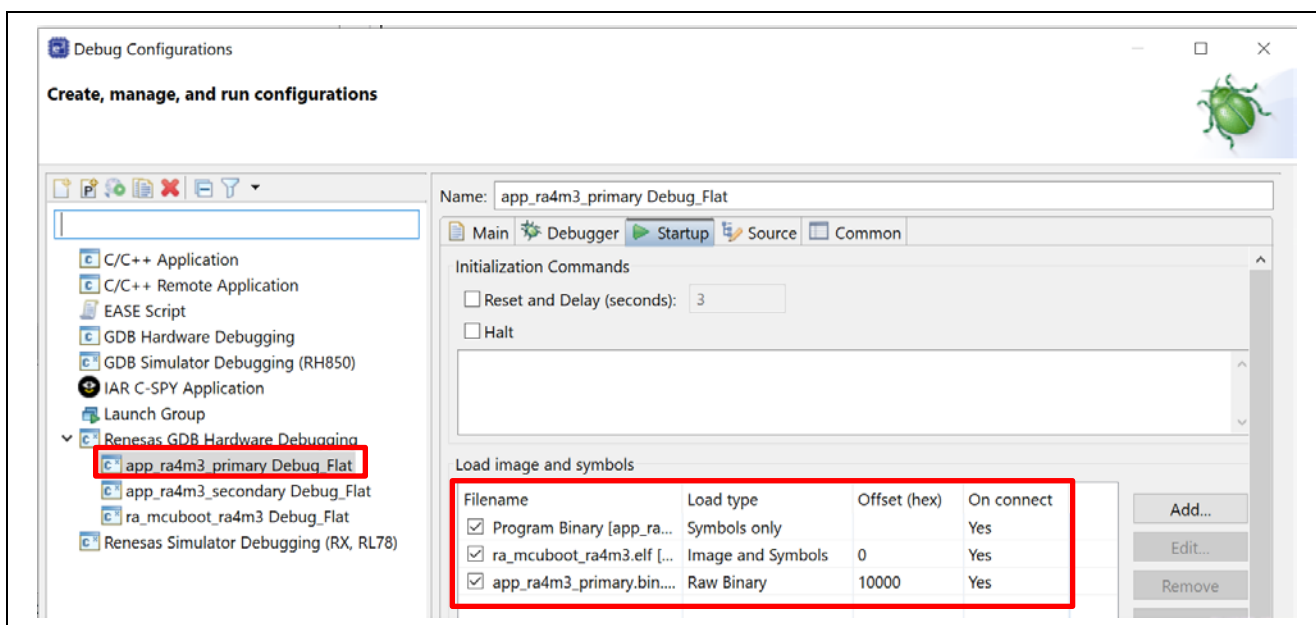 Debug Configurations
Create, manage, and run configurations
Name: app_ra4m3_primary Debug_Flat
Main Debugger Startup Source Common
C/C++ Application
C/C++ Remote Application
EASE Script
GDB Hardware Debugging
GDB Simulator Debugging (RH850)
IAR C-SPY Application
Launch Group
Renesas GDB Hardware Debugging
app_ra4m3_primary Debug_Flat
app_ra4m3_secondary Debug_Flat
ra_mcuboot_ra4m3 Debug_Flat
Renesas Simulator Debugging (RX, RL78)
Initialization Commands
Reset and Delay (seconds): 3
Halt
Load image and symbols
Filename Load type Offset (hex) On connect
Program Binary [app_ra... Symbols only Yes
ra_mcuboot_ra4m3.elf [... Image and Symbols 0 Yes
app_ra4m3_primary.bin.... Raw Binary 10000 Yes
Add...
Edit...
Remove